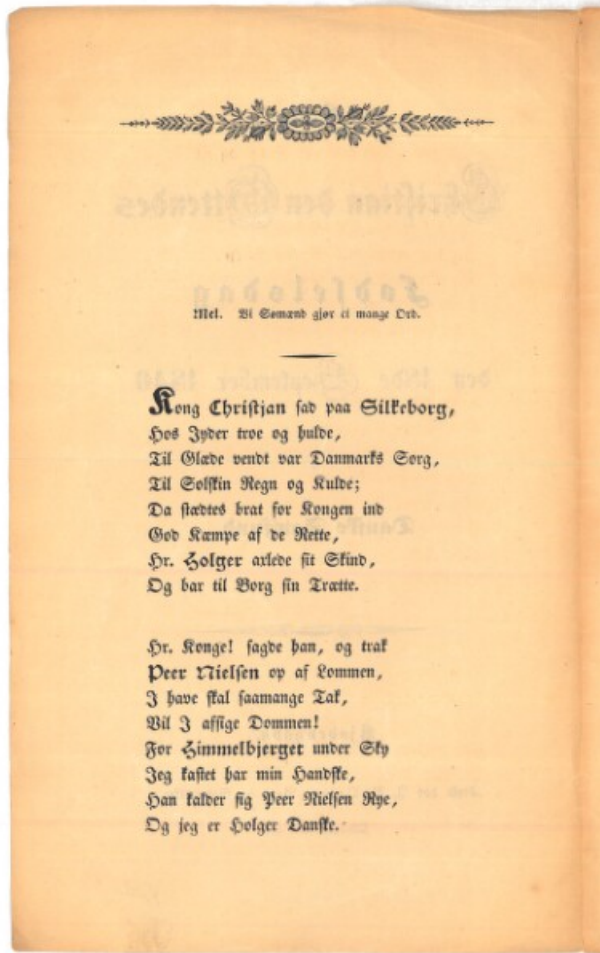 Mel. Vi Sømænd gjør ei mange Ord.
Kong Christjan sad paa Silkeborg,
Hos Jyder troe og hulde,
Til Glæde vendt var Danmarks Sorg,
Til Solskin Regn og Kulde;
Da stædtes brat for Kongen ind
God Kæmpe af de Rette,
Hr. Holger axlede sit Skind,
Og bar til Borg sin Trætte.
Hr. Konge! sagde han, og trak
Peer Nielsen op af Lommen,
I have skal saamange Tak,
Vil I afsige Dommen!
For Himmelbjerget under Sky
Jeg kastet har min Handske,
Han kalder sig Peer Nielsen Rye,
Og jeg er Holger Danske.